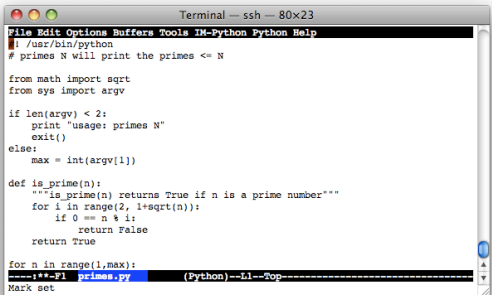 Terminal — ssh — 80×23
File Edit Options Buffers Tools IM-Python Python Help
#! /usr/bin/python
# primes N will print the primes <= N

from math import sqrt
from sys import argv

if len(argv) < 2:
    print "usage: primes N"
    exit()
else:
    max = int(argv[1])

def is_prime(n):
    """is_prime(n) returns True if n is a prime number"""
    for i in range(2, 1+sqrt(n)):
        if 0 == n % i:
            return False
    return True

for n in range(1,max):
----:**-F1  primes.py      (Python)--L1--Top-----------------------------------
Mark set